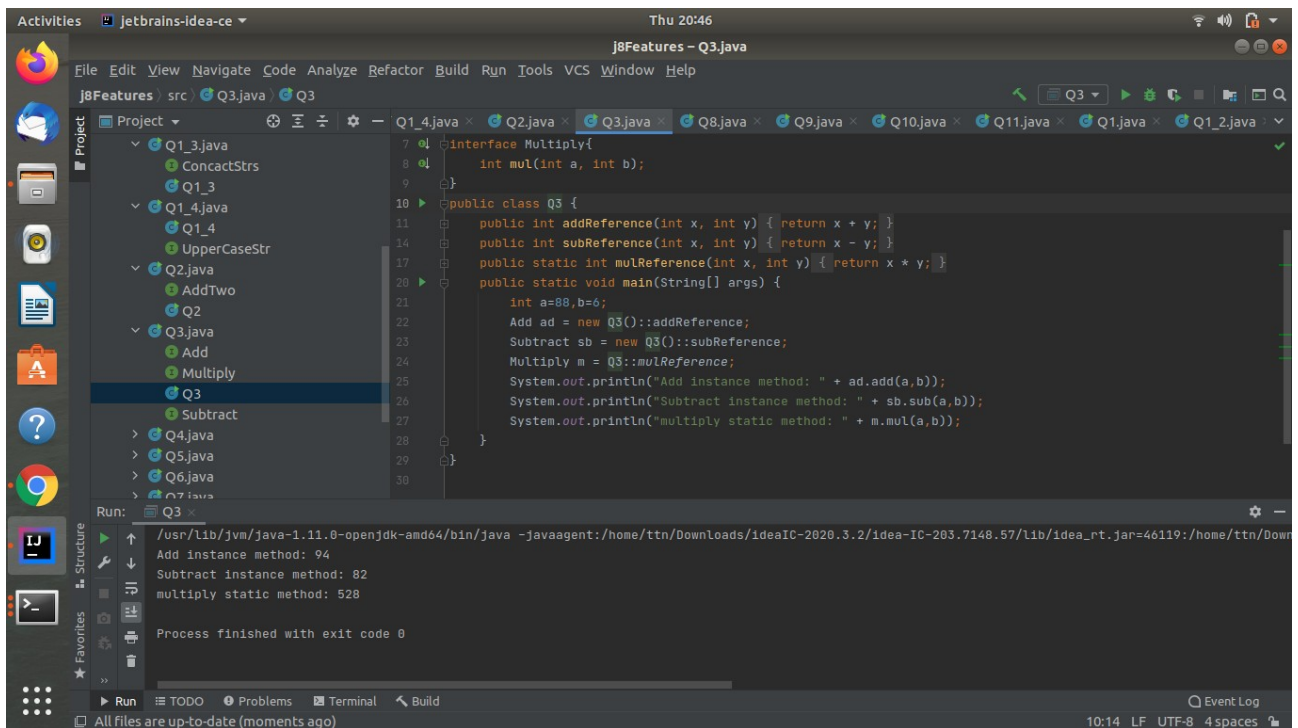 Activities jetbrains-idea-ce Thu 20:46
j8Features – Q3.java
File Edit View Navigate Code Analyze Refactor Build Run Tools VCS Window Help
j8Features src Q3.java Q3 Q3
Project Project Q1_4.java Q2.java Q3.java Q8.java Q9.java Q10.java Q11.java Q1.java Q1_2.java
Q1_3.java
ConcactStrs
Q1_3
Q1_4.java
Q1_4
UpperCaseStr
Q2.java
AddTwo
Q2
Q3.java
Add
Multiply
Q3
Subtract
Q4.java
Q5.java
Q6.java
Q7.java
7 interface Multiply{
8 int mul(int a, int b);
9 }
10 public class Q3 {
11 public int addReference(int x, int y) { return x + y; }
14 public int subReference(int x, int y) { return x - y; }
17 public static int mulReference(int x, int y) { return x * y; }
20 public static void main(String[] args) {
21 int a=88,b=6;
22 Add ad = new Q3()::addReference;
23 Subtract sb = new Q3()::subReference;
24 Multiply m = Q3::mulReference;
25 System.out.println("Add instance method: " + ad.add(a,b));
26 System.out.println("Subtract instance method: " + sb.sub(a,b));
27 System.out.println("multiply static method: " + m.mul(a,b));
28 }
29 }
30
Run: Q3
Structure
Favorites
/usr/lib/jvm/java-1.11.0-openjdk-amd64/bin/java -javaagent:/home/ttn/Downloads/ideaIC-2020.3.2/idea-IC-203.7148.57/lib/idea_rt.jar=46119:/home/ttn/Down
Add instance method: 94
Subtract instance method: 82
multiply static method: 528
Process finished with exit code 0
Run TODO Problems Terminal Build Event Log
All files are up-to-date (moments ago) 10:14 LF UTF-8 4 spaces